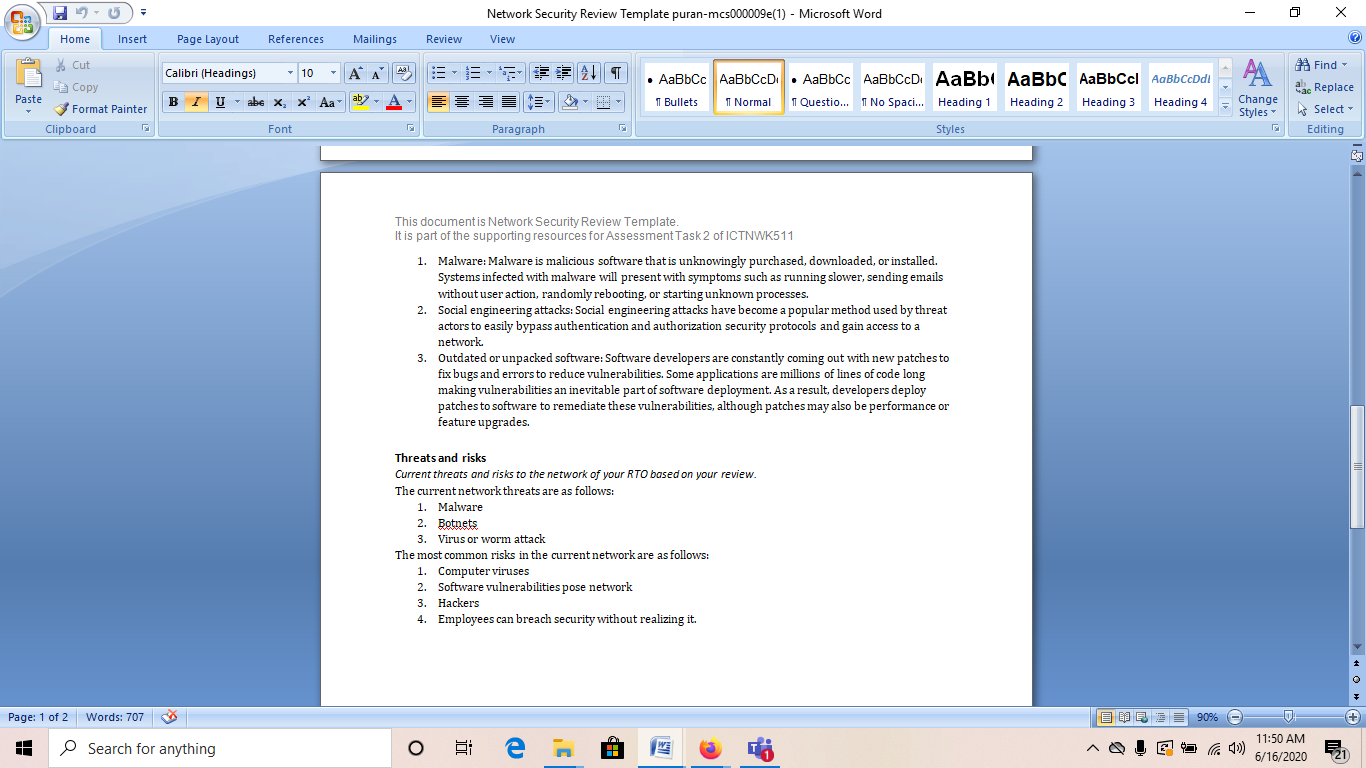 Network Security Review Template puran-mcs000009e(1) - Microsoft Word
Home Insert Page Layout References Mailings Review View
Paste
Cut
Copy
Format Painter
Clipboard
Calibri (Headings) 10
B I U abc x₂ x² Aa
Font
Paragraph
AaBbCc AaBbCcDc AaBbCc AaBbCcDc AaBb( AaBbC AaBbCcI AaBbCcDdI
¶ Bullets ¶ Normal ¶ Questio... ¶ No Spaci... Heading 1 Heading 2 Heading 3 Heading 4
Change Styles
Styles
Find
Replace
Select
Editing
This document is Network Security Review Template.
It is part of the supporting resources for Assessment Task 2 of ICTNWK511
1. Malware: Malware is malicious software that is unknowingly purchased, downloaded, or installed.
Systems infected with malware will present with symptoms such as running slower, sending emails
without user action, randomly rebooting, or starting unknown processes.
2. Social engineering attacks: Social engineering attacks have become a popular method used by threat
actors to easily bypass authentication and authorization security protocols and gain access to a
network.
3. Outdated or unpacked software: Software developers are constantly coming out with new patches to
fix bugs and errors to reduce vulnerabilities. Some applications are millions of lines of code long
making vulnerabilities an inevitable part of software deployment. As a result, developers deploy
patches to software to remediate these vulnerabilities, although patches may also be performance or
feature upgrades.
Threats and risks
Current threats and risks to the network of your RTO based on your review.
The current network threats are as follows:
1. Malware
2. Botnets
3. Virus or worm attack
The most common risks in the current network are as follows:
1. Computer viruses
2. Software vulnerabilities pose network
3. Hackers
4. Employees can breach security without realizing it.
Page: 1 of 2 Words: 707 90%
Search for anything
1
11:50 AM
6/16/2020
21